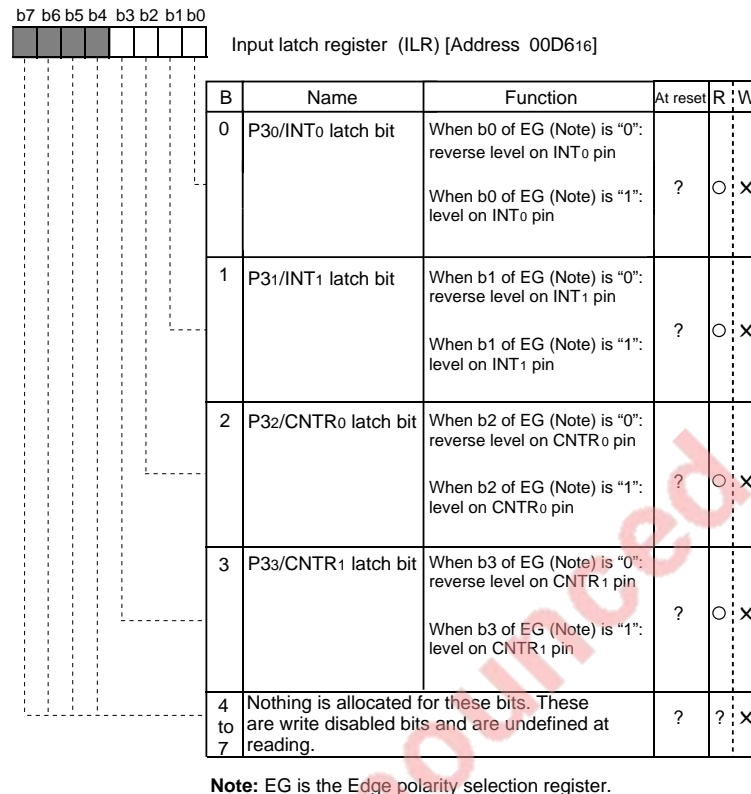 b7 b6 b5 b4 b3 b2 b1 b0
Input latch register (ILR) [Address 00D616]
B Name Function At reset R W
0 P30/INT0 latch bit When b0 of EG (Note) is “0”:
reverse level on INT0 pin
When b0 of EG (Note) is “1”:
level on INT0 pin
? ○ ×
1 P31/INT1 latch bit When b1 of EG (Note) is “0”:
reverse level on INT1 pin
When b1 of EG (Note) is “1”:
level on INT1 pin
? ○ ×
2 P32/CNTR0 latch bit When b2 of EG (Note) is “0”:
reverse level on CNTR0 pin
When b2 of EG (Note) is “1”:
level on CNTR0 pin
? ○ ×
3 P33/CNTR1 latch bit When b3 of EG (Note) is “0”:
reverse level on CNTR1 pin
When b3 of EG (Note) is “1”:
level on CNTR1 pin
? ○ ×
4 Nothing is allocated for these bits. These
to are write disabled bits and are undefined at
7 reading.
? ? ×
Note: EG is the Edge polarity selection register.